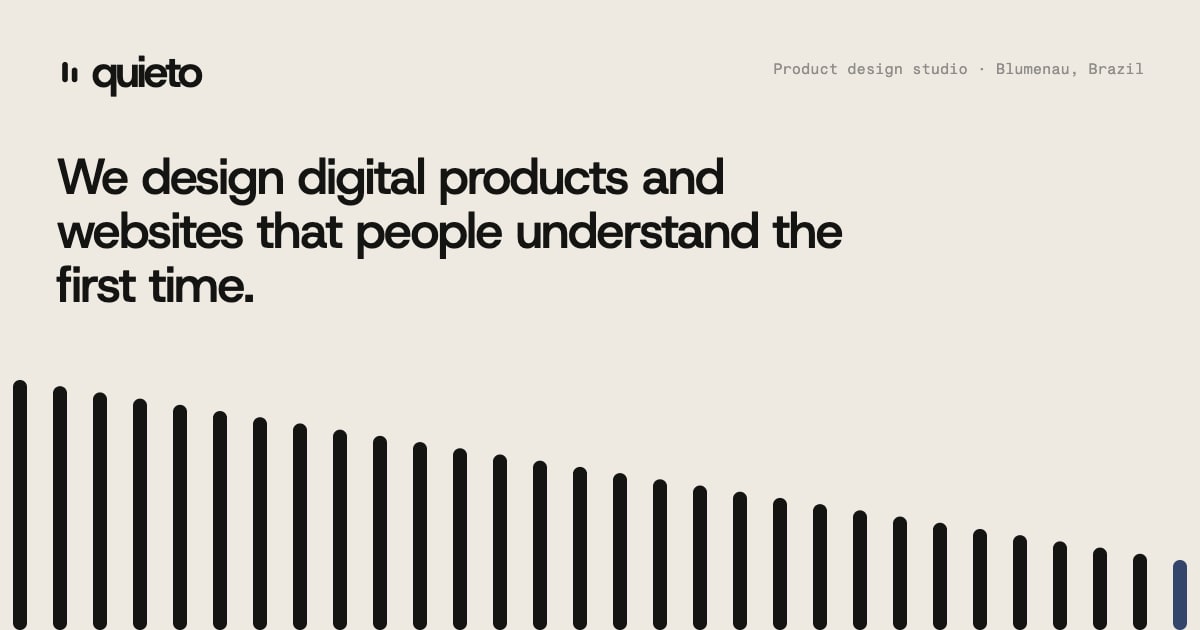 quieto
Product design studio · Blumenau, Brazil
We design digital products and
websites that people understand the
first time.